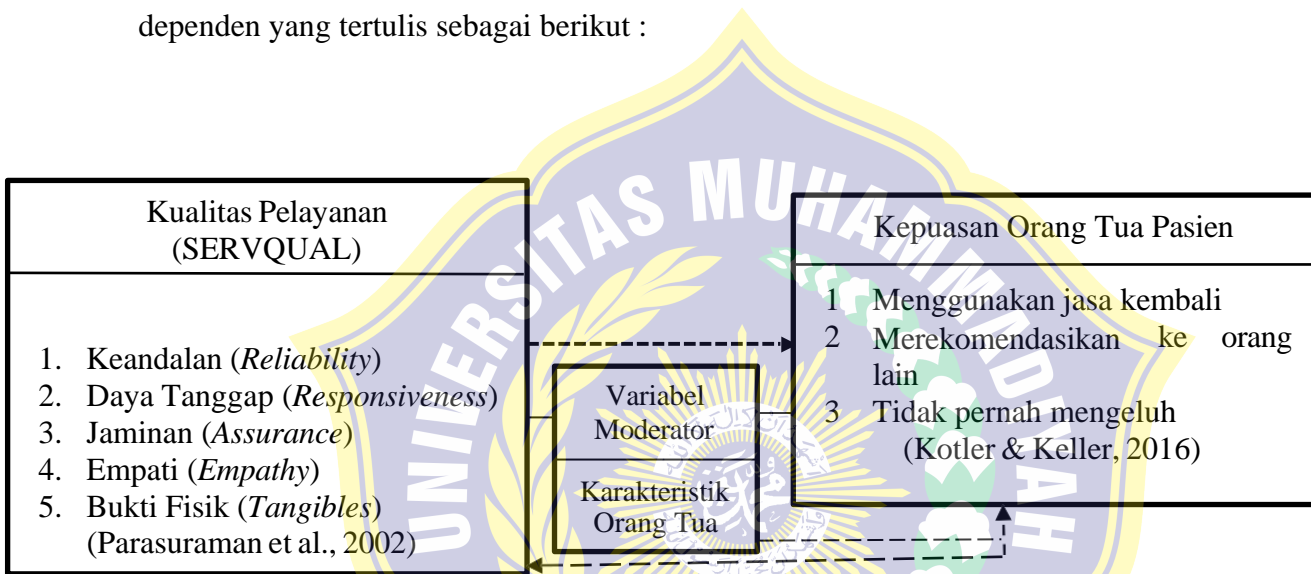 dependen yang tertulis sebagai berikut :
UNIVERSITAS MUHAMMADIYAH
Kualitas Pelayanan
(SERVQUAL)
1. Keandalan (Reliability)
2. Daya Tanggap (Responsiveness)
3. Jaminan (Assurance)
4. Empati (Empathy)
5. Bukti Fisik (Tangibles)
(Parasuraman et al., 2002)
Variabel
Moderator
Karakteristik
Orang Tua
Kepuasan Orang Tua Pasien
1 Menggunakan jasa kembali
2 Merekomendasikan ke orang
lain
3 Tidak pernah mengeluh
(Kotler & Keller, 2016)